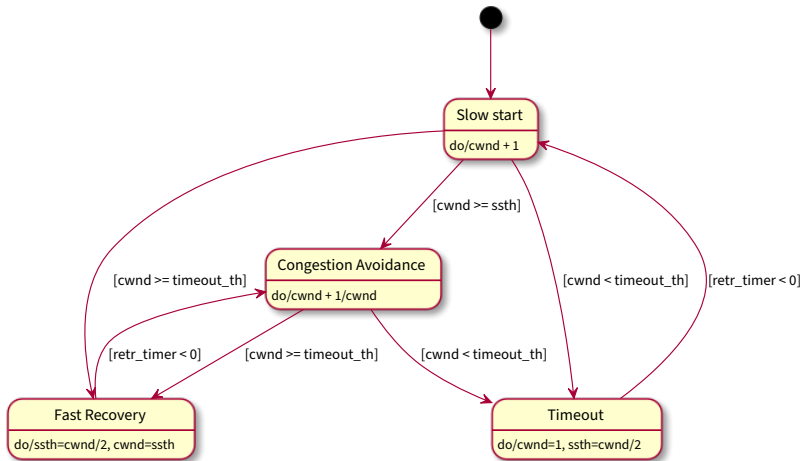 Slow start
do/cwnd + 1
[cwnd >= ssth]
Congestion Avoidance
do/cwnd + 1/cwnd
[cwnd >= timeout_th]
[cwnd < timeout_th]
[retr_timer < 0]
[retr_timer < 0]
[cwnd >= timeout_th]
[cwnd < timeout_th]
Fast Recovery
do/ssth=cwnd/2, cwnd=ssth
Timeout
do/cwnd=1, ssth=cwnd/2